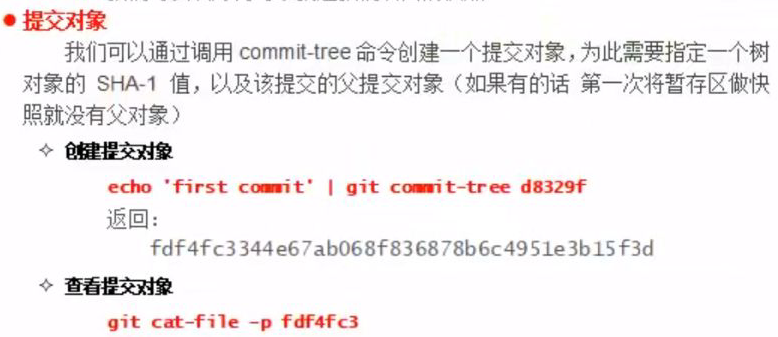 提交对象
我们可以通过调用 commit-tree 命令创建一个提交对象，为此需要指定一个树
对象的 SHA-1 值，以及该提交的父提交对象（如果有的话 第一次将暂存区做快
照就没有父对象）
创建提交对象
echo 'first commit' | git commit-tree d8329f
返回：
fdf4fc3344e67ab068f836878b6c4951e3b15f3d
查看提交对象
git cat-file -p fdf4fc3